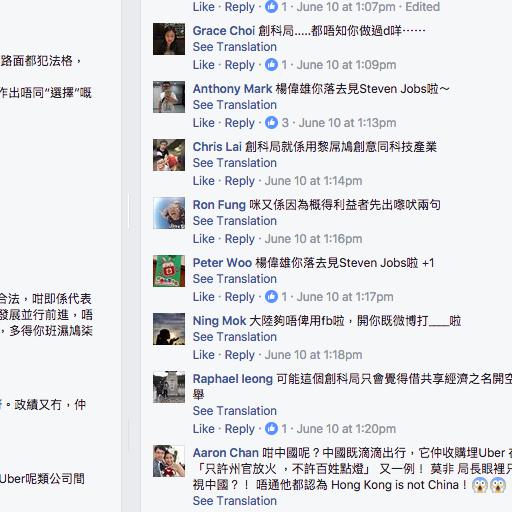 路面都犯法格，
作出唔同“選擇”嘅
合法，咁即係代表
發展並行前進，唔
，多得你班濕鳩柒
。政績又冇，仲
Uber呢類公司間
Like · Reply · 1 · June 10 at 1:07pm · Edited
Grace Choi 創科局.....都唔知你做過d咩⋯⋯
See Translation
Like · Reply · 1 · June 10 at 1:09pm
Anthony Mark 楊偉雄你落去見Steven Jobs啦～
See Translation
Like · Reply · 3 · June 10 at 1:13pm
Chris Lai 創科局就係用黎屌鳩創意同科技產業
See Translation
Like · Reply · June 10 at 1:14pm
Ron Fung 咪又係因為概得利益者先出嚟吠兩句
See Translation
Like · Reply · June 10 at 1:16pm
Peter Woo 楊偉雄你落去見Steven Jobs啦 +1
See Translation
Like · Reply · 1 · June 10 at 1:17pm
Ning Mok 大陸夠唔俾用fb啦，開你既微博打____啦
See Translation
Like · Reply · June 10 at 1:18pm
Raphael Ieong 可能這個創科局只會覺得借共享經濟之名開空
舉
See Translation
Like · Reply · 1 · June 10 at 1:20pm
Aaron Chan 咁中國呢？中國既滴滴出行，它仲收購埋Uber
「只許州官放火 ，不許百姓點燈」 又一例！ 莫非 局長眼裡只
視中國？！ 唔通他都認為 Hong Kong is not China！😱😱
See Translation